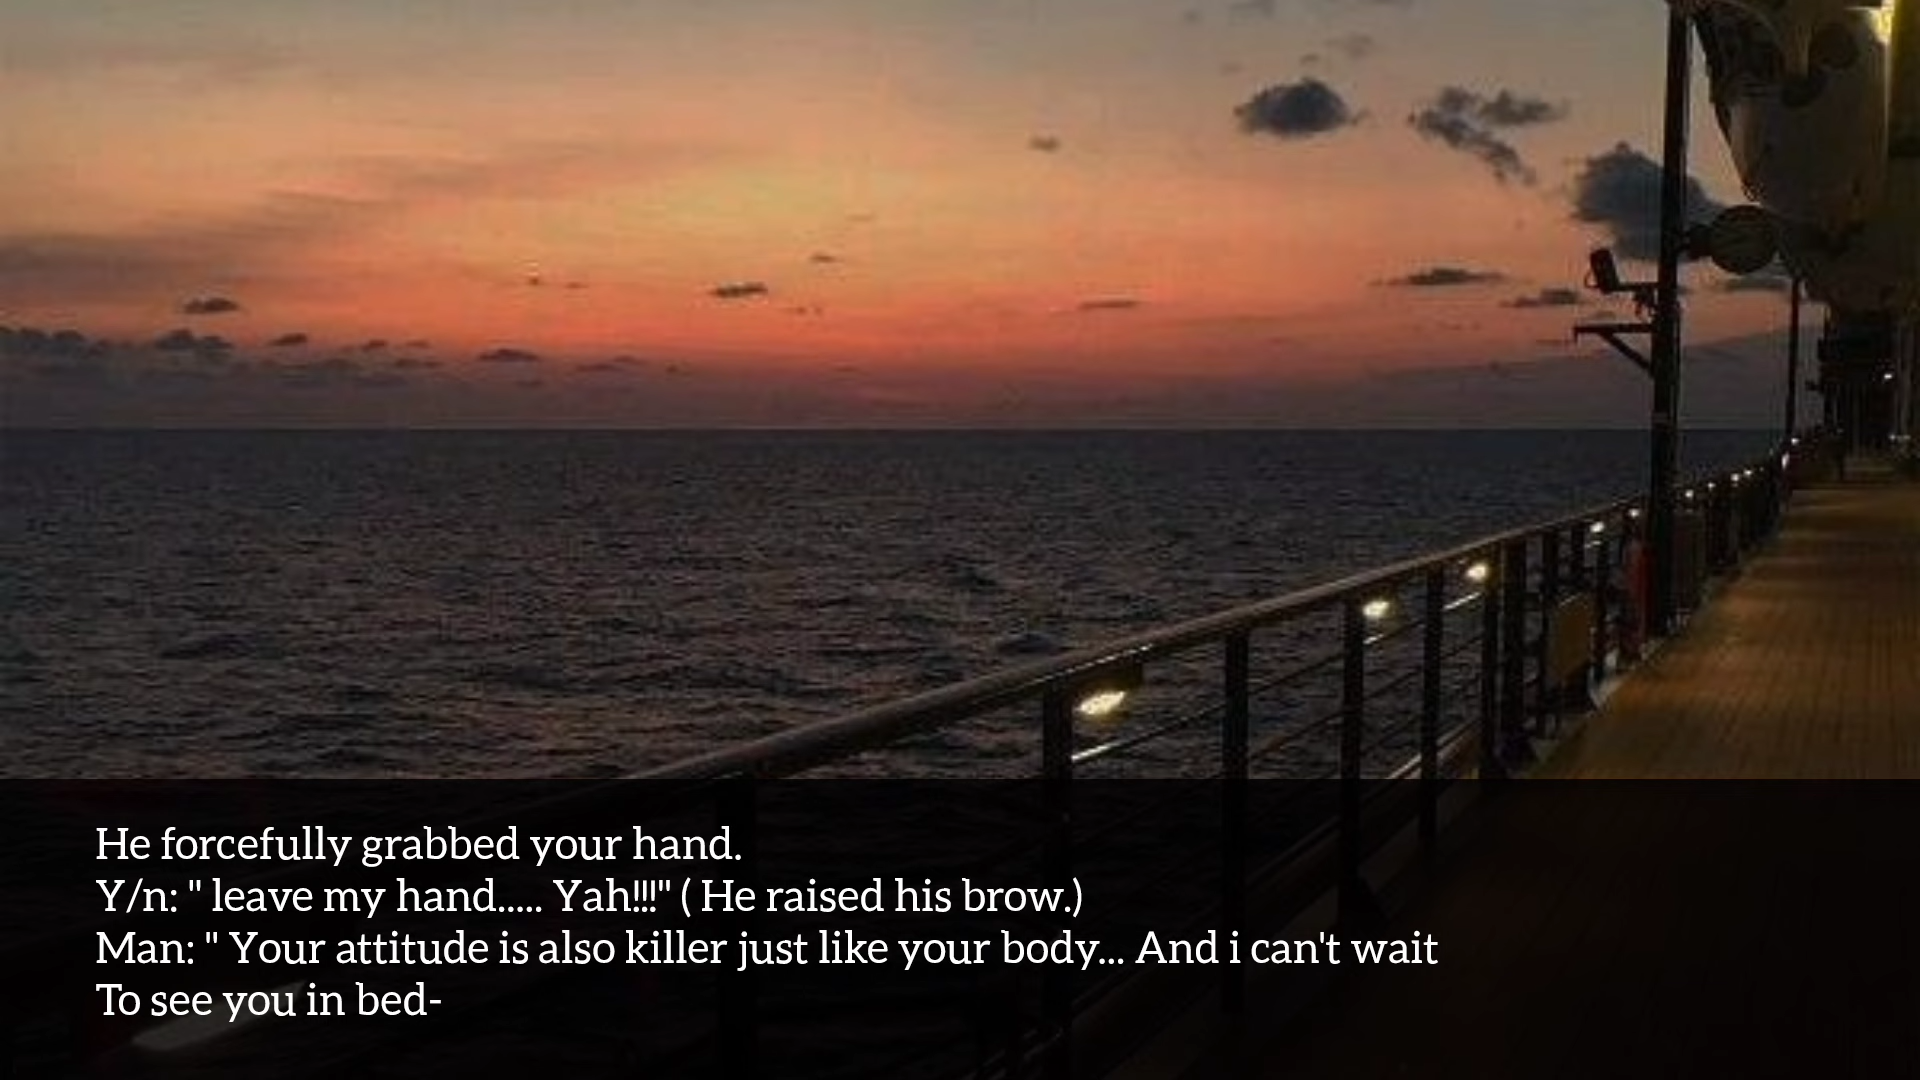 He forcefully grabbed your hand.
Y/n: " leave my hand..... Yah!!!" ( He raised his brow.)
Man: " Your attitude is also killer just like your body... And i can't wait
To see you in bed-